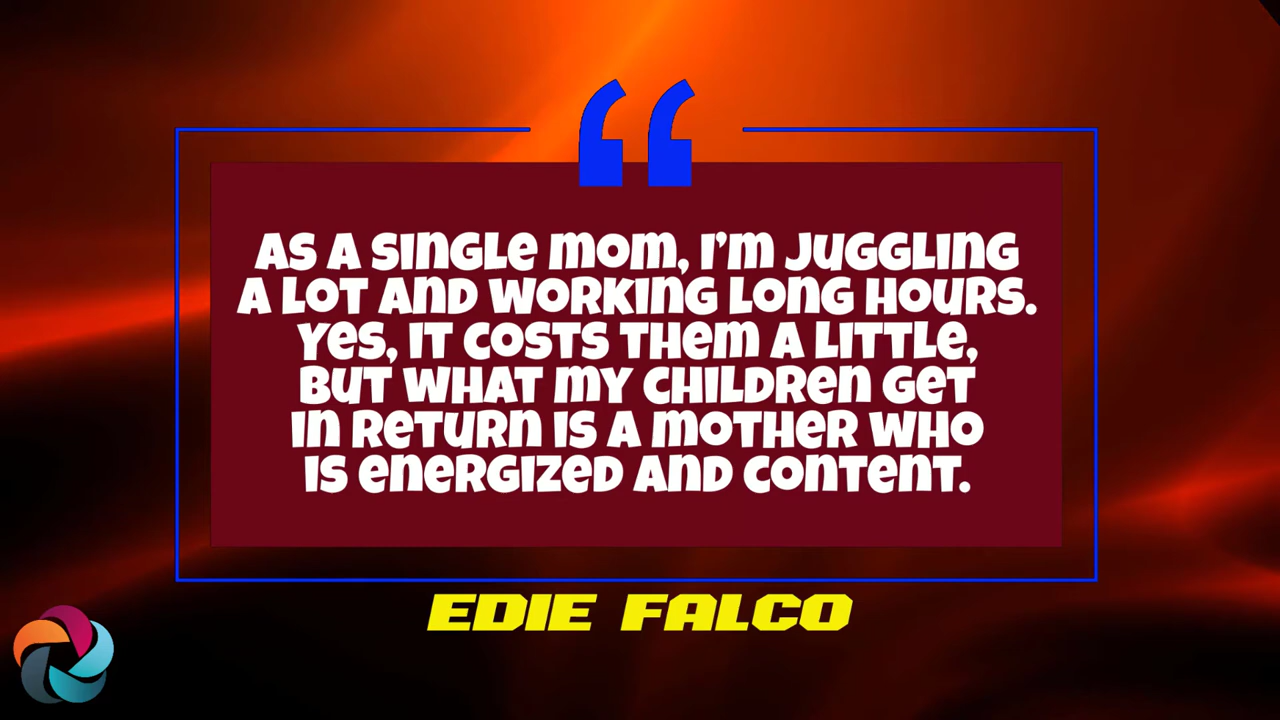 As a single mom, I'm juggling
a lot and working long hours.
Yes, it costs them a little,
but what my children get
in return is a mother who
is energized and content.
EDIE FALCO